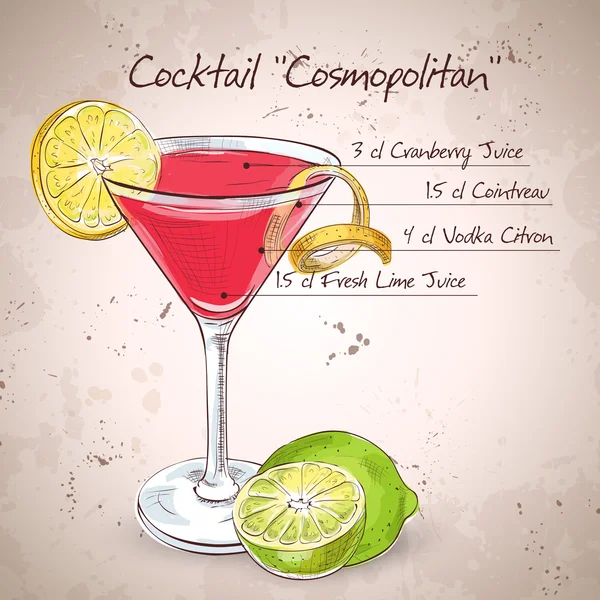 Cocktail "Cosmopolitan"
3 cl Cranberry Juice
1.5 cl Cointreau
4 cl Vodka Citron
1.5 cl Fresh Lime Juice